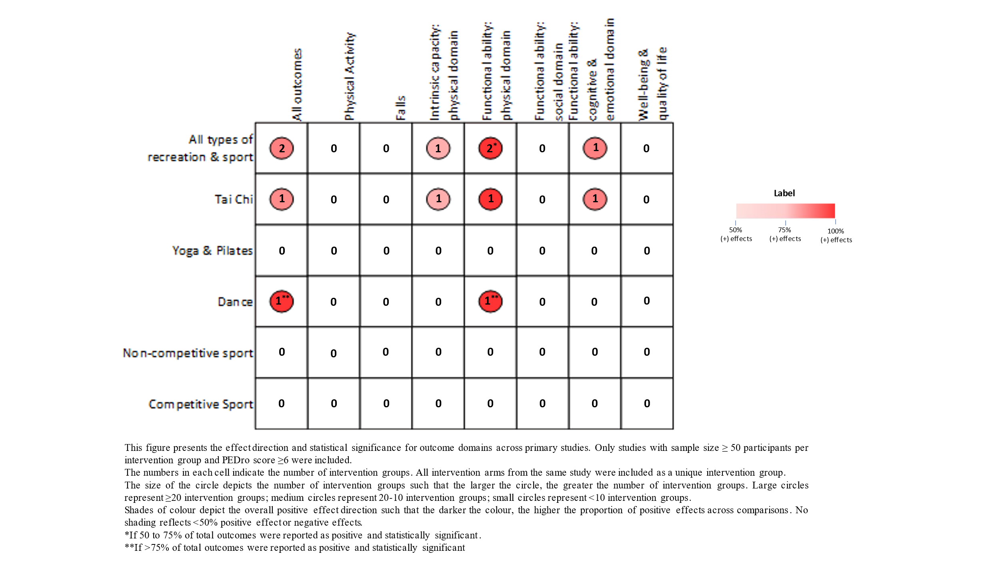 All outcomes
Physical Activity
Falls
Intrinsic capacity:
physical domain
Functional ability:
physical domain
Functional ability:
social domain
Functional ability:
cognitive &
emotional domain
Well-being &
quality of life
All types of
recreation & sport
2 0 0 1 2* 0 1 0
Tai Chi 1 0 0 1 1 0 1 0
Yoga & Pilates 0 0 0 0 0 0 0 0
Dance 1** 0 0 0 1** 0 0 0
Non-competitive sport 0 0 0 0 0 0 0 0
Competitive Sport 0 0 0 0 0 0 0 0
Label
50% 75% 100%
(+) effects (+) effects (+) effects
This figure presents the effect direction and statistical significance for outcome domains across primary studies. Only studies with sample size ≥ 50 participants per
intervention group and PEDro score ≥6 were included.
The numbers in each cell indicate the number of intervention groups. All intervention arms from the same study were included as a unique intervention group.
The size of the circle depicts the number of intervention groups such that the larger the circle, the greater the number of intervention groups. Large circles
represent ≥20 intervention groups; medium circles represent 20-10 intervention groups; small circles represent <10 intervention groups.
Shades of colour depict the overall positive effect direction such that the darker the colour, the higher the proportion of positive effects across comparisons. No
shading reflects <50% positive effect or negative effects.
*If 50 to 75% of total outcomes were reported as positive and statistically significant.
**If >75% of total outcomes were reported as positive and statistically significant